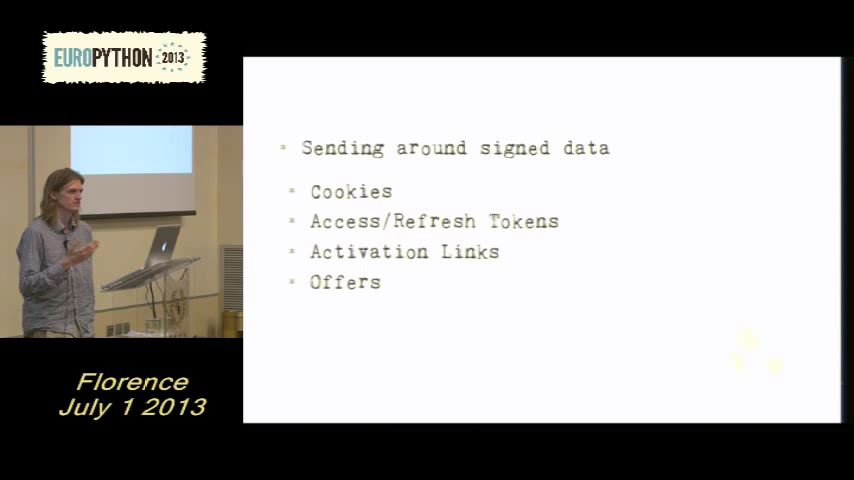 EUROPYTHON 2013
Sending around signed data
Cookies
Access/Refresh Tokens
Activation Links
Offers
Florence
July 1 2013